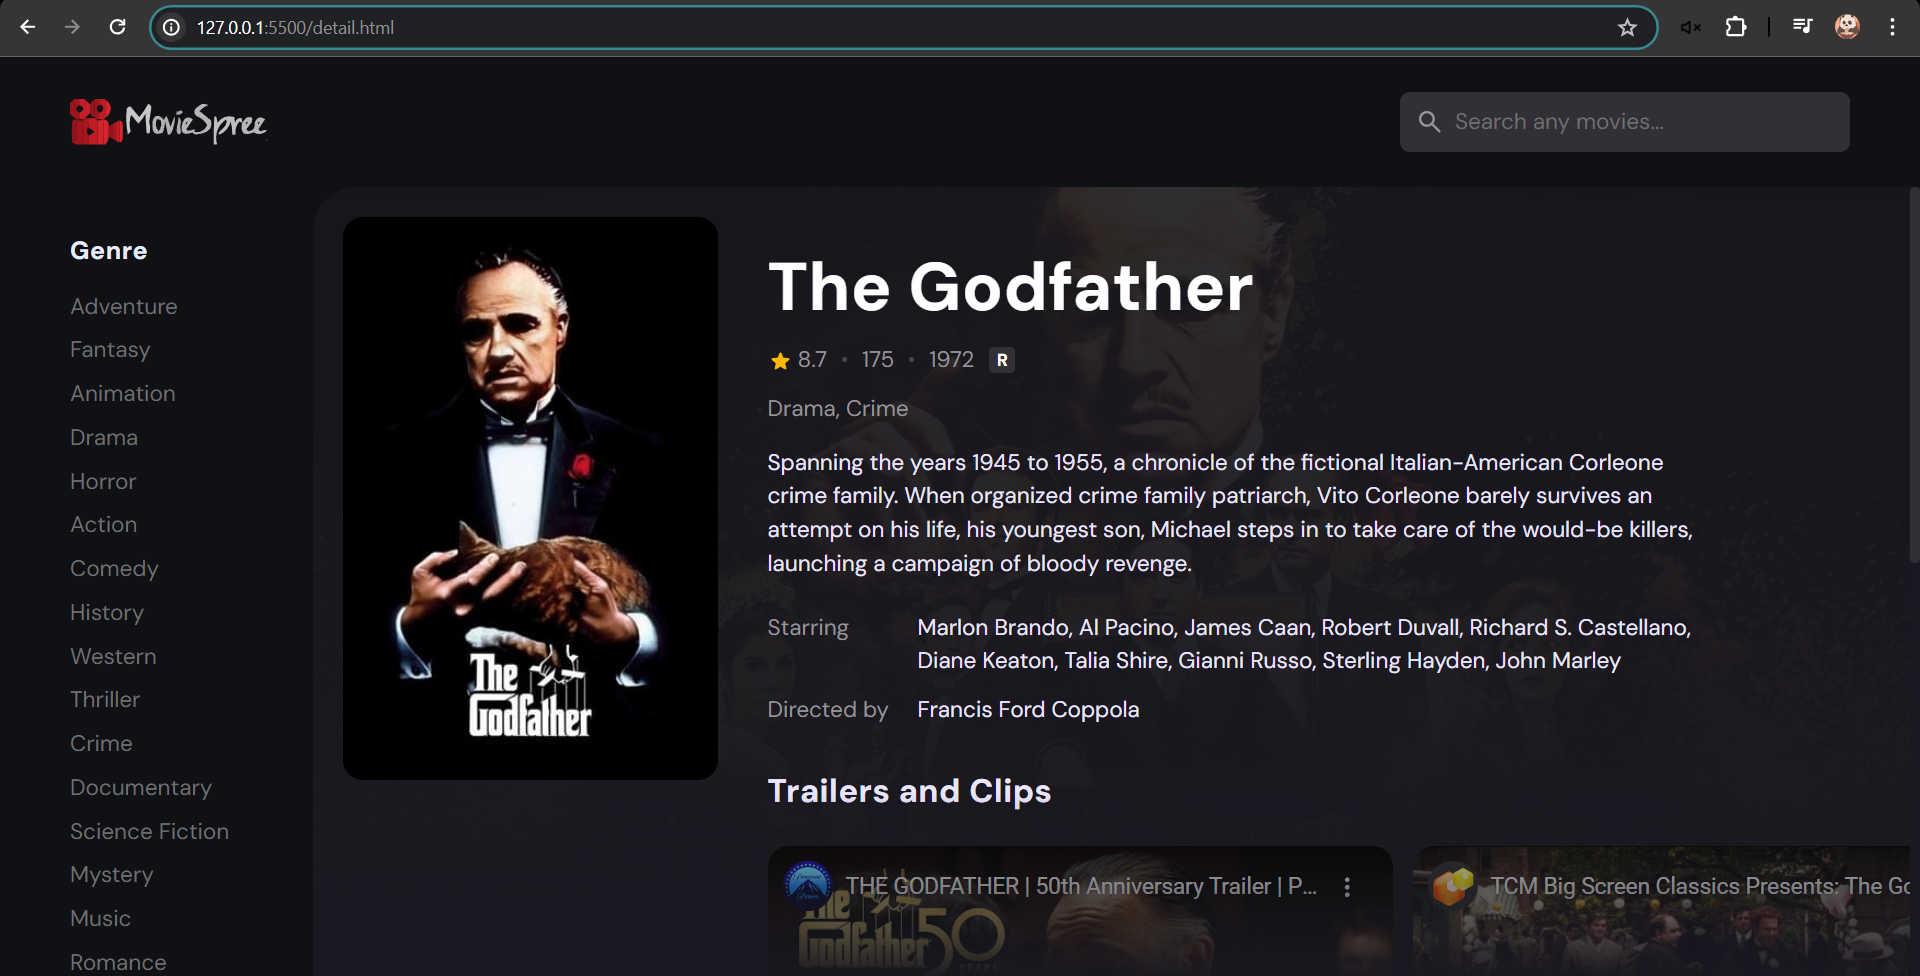 127.0.0.1:5500/detail.html
MovieSpree
Search any movies...
Genre
Adventure
Fantasy
Animation
Drama
Horror
Action
Comedy
History
Western
Thriller
Crime
Documentary
Science Fiction
Mystery
Music
Romance
The
Godfather
The Godfather
8.7 • 175 • 1972 R
Drama, Crime
Spanning the years 1945 to 1955, a chronicle of the fictional Italian-American Corleone
crime family. When organized crime family patriarch, Vito Corleone barely survives an
attempt on his life, his youngest son, Michael steps in to take care of the would-be killers,
launching a campaign of bloody revenge.
Starring Marlon Brando, Al Pacino, James Caan, Robert Duvall, Richard S. Castellano,
Diane Keaton, Talia Shire, Gianni Russo, Sterling Hayden, John Marley
Directed by Francis Ford Coppola
Trailers and Clips
Paramount
THE GODFATHER | 50th Anniversary Trailer | P...
The
Godfather 50
YEARS
TCM Big Screen Classics Presents: The Go